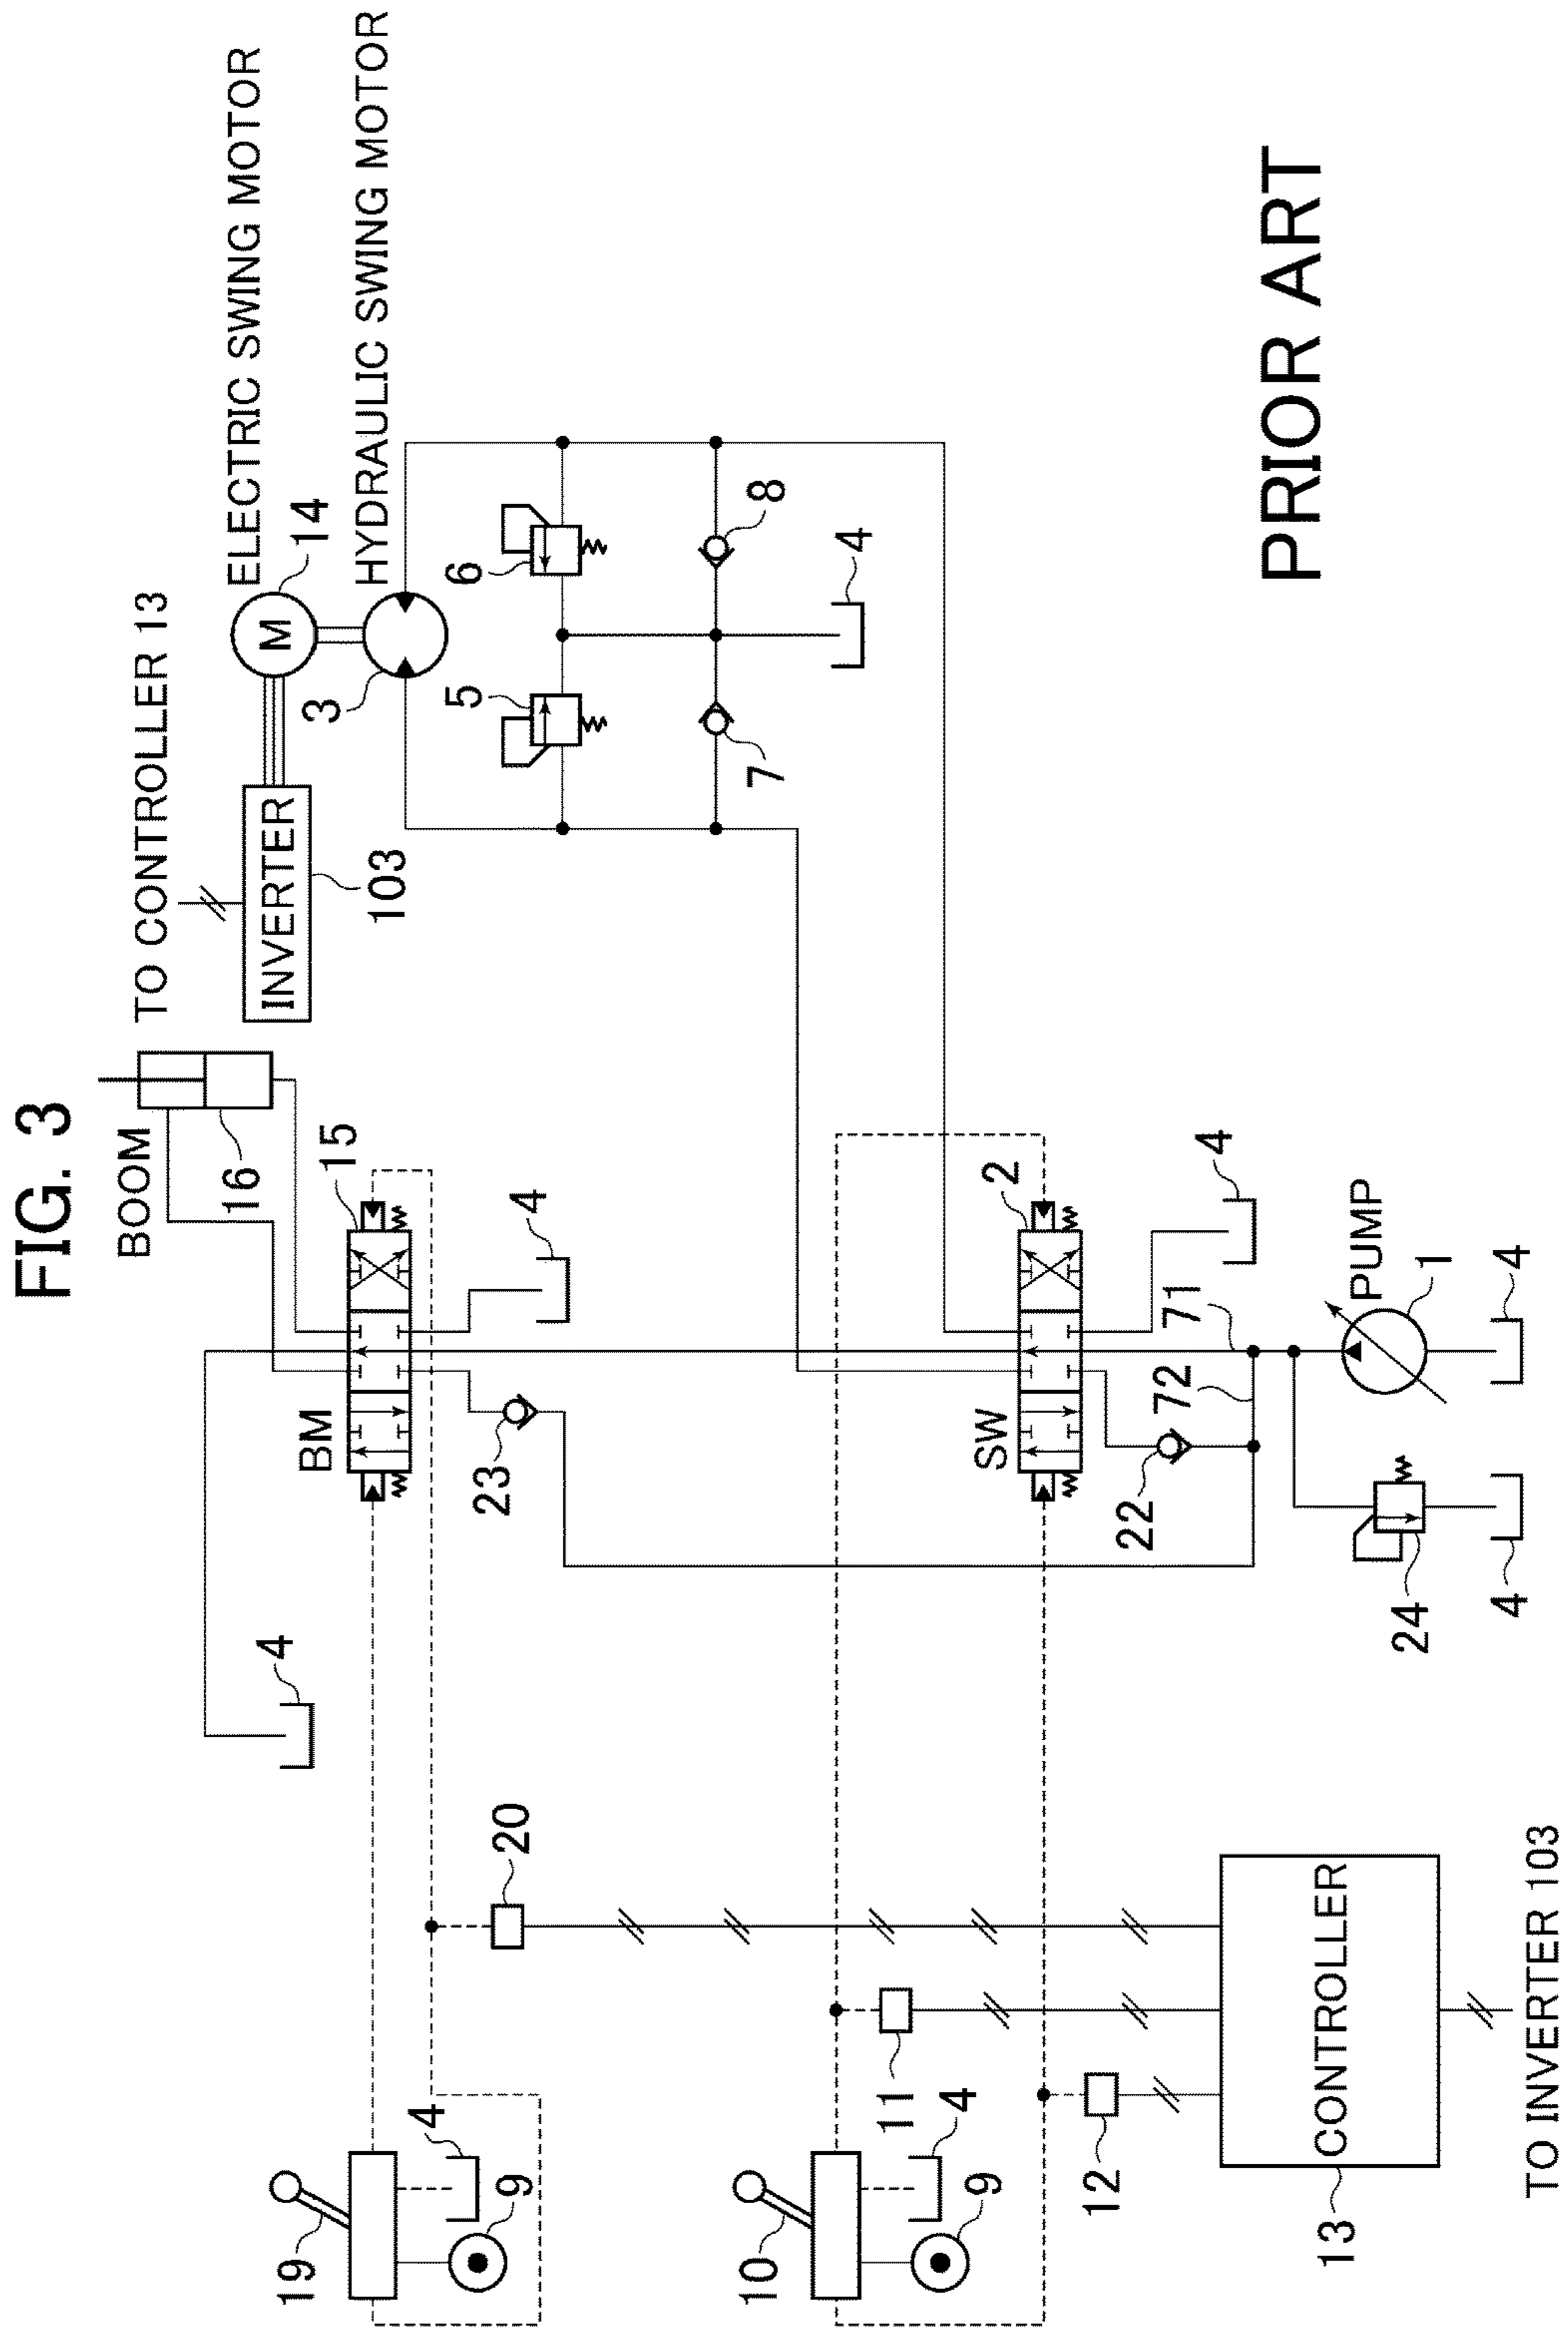 FIG. 3
TO CONTROLLER 13
ELECTRIC SWING MOTOR
14
HYDRAULIC SWING MOTOR
M
INVERTER
103
3
BOOM
16
15
BM
4
4
23
5
6
7
8
4
20
19
4
9
10
4
9
11
12
SW
2
4
22
72
71
PUMP
1
4
24
4
CONTROLLER
13
TO INVERTER 103
PRIOR ART